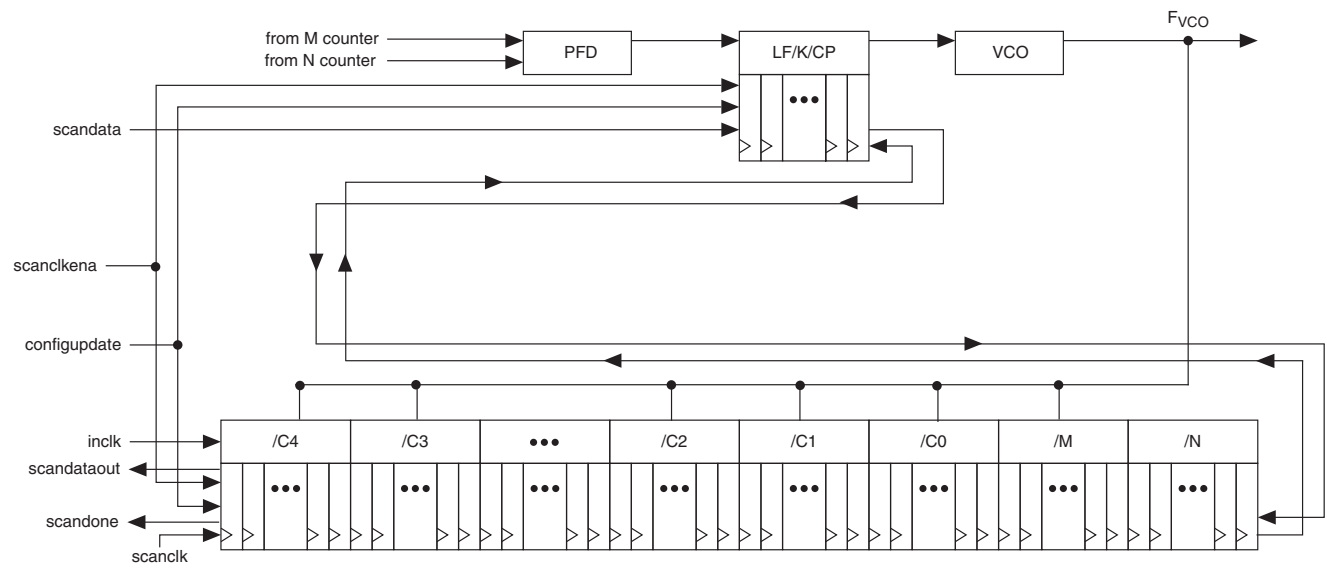 F_VCO
from M counter
from N counter
PFD
LF/K/CP
VCO
•••
scandata
scanclkena
configupdate
inclk
/C4
/C3
•••
/C2
/C1
/C0
/M
/N
scandataout
••• ••• ••• ••• ••• ••• ••• •••
scandone
scanclk